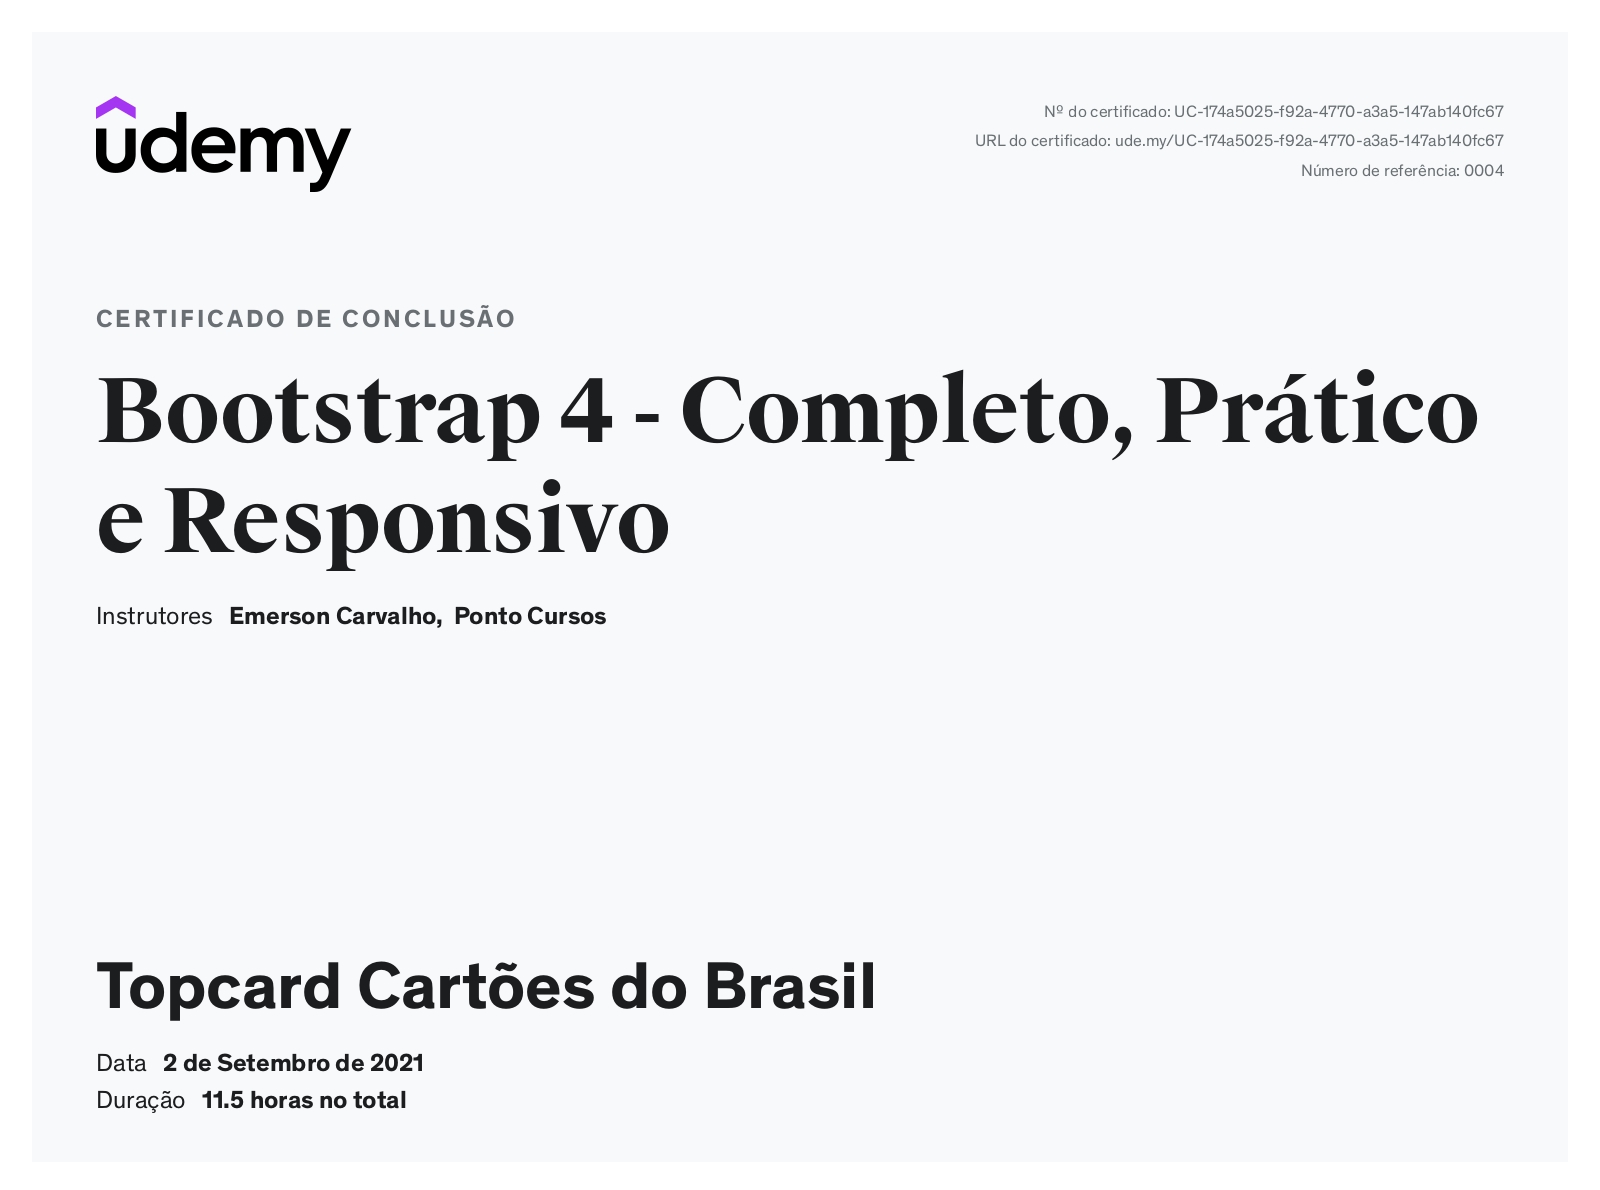 udemy
Nº do certificado: UC-174a5025-f92a-4770-a3a5-147ab140fc67
URL do certificado: ude.my/UC-174a5025-f92a-4770-a3a5-147ab140fc67
Número de referência: 0004
CERTIFICADO DE CONCLUSÃO
Bootstrap 4 - Completo, Prático
e Responsivo
Instrutores Emerson Carvalho, Ponto Cursos
Topcard Cartões do Brasil
Data 2 de Setembro de 2021
Duração 11.5 horas no total